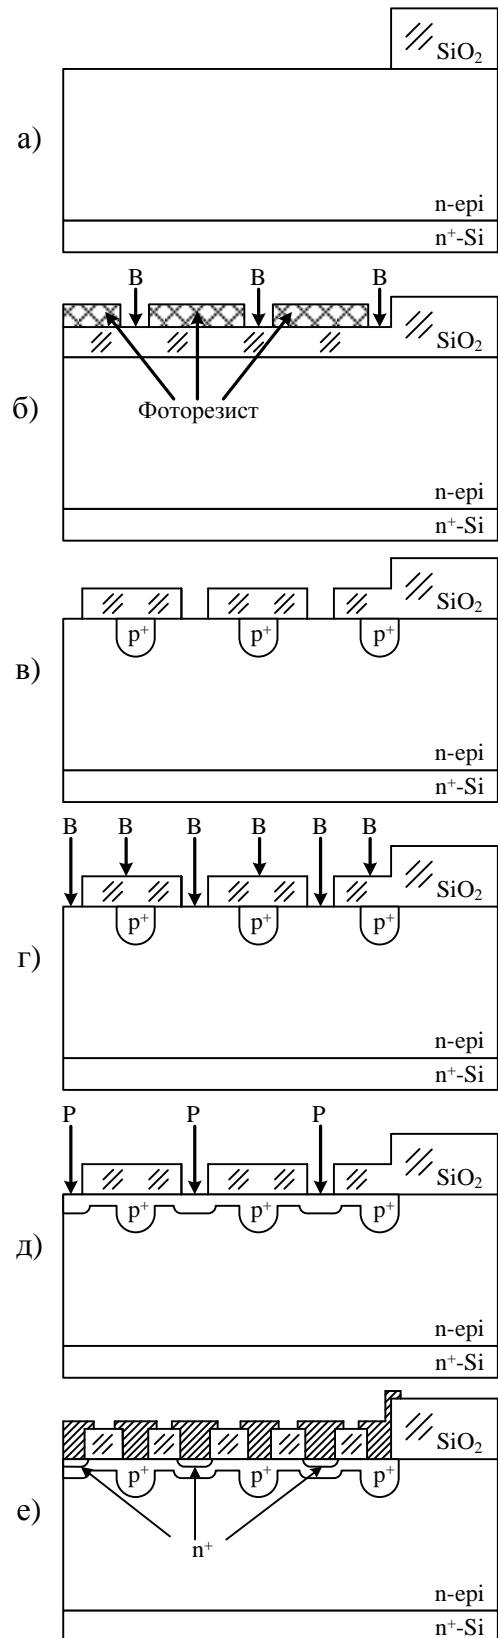 SiO₂
а)
n-epi
n⁺-Si
B B B
SiO₂
Фоторезист
б)
n-epi
n⁺-Si
SiO₂
p⁺ p⁺ p⁺
в)
n-epi
n⁺-Si
B B B B B B
SiO₂
p⁺ p⁺ p⁺
г)
n-epi
n⁺-Si
P P P
SiO₂
p⁺ p⁺ p⁺
д)
n-epi
n⁺-Si
SiO₂
p⁺ p⁺ p⁺
е)
n⁺
n-epi
n⁺-Si